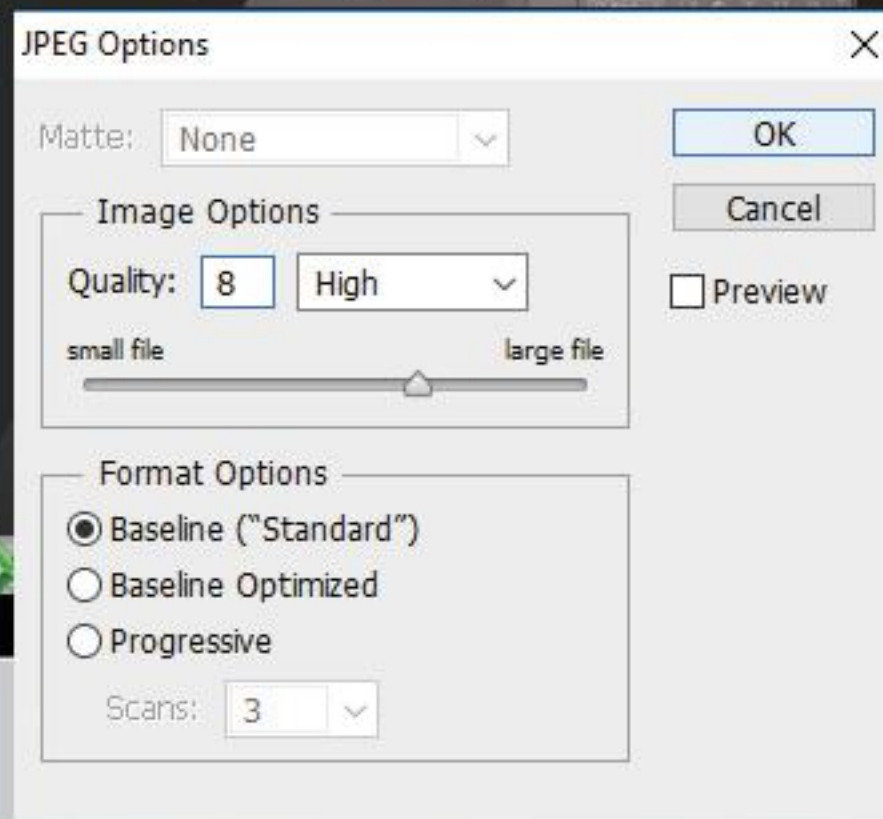 JPEG Options
Matte: None
OK
Image Options
Cancel
Quality: 8 High
Preview
small file large file
Format Options
Baseline (“Standard”)
Baseline Optimized
Progressive
Scans: 3